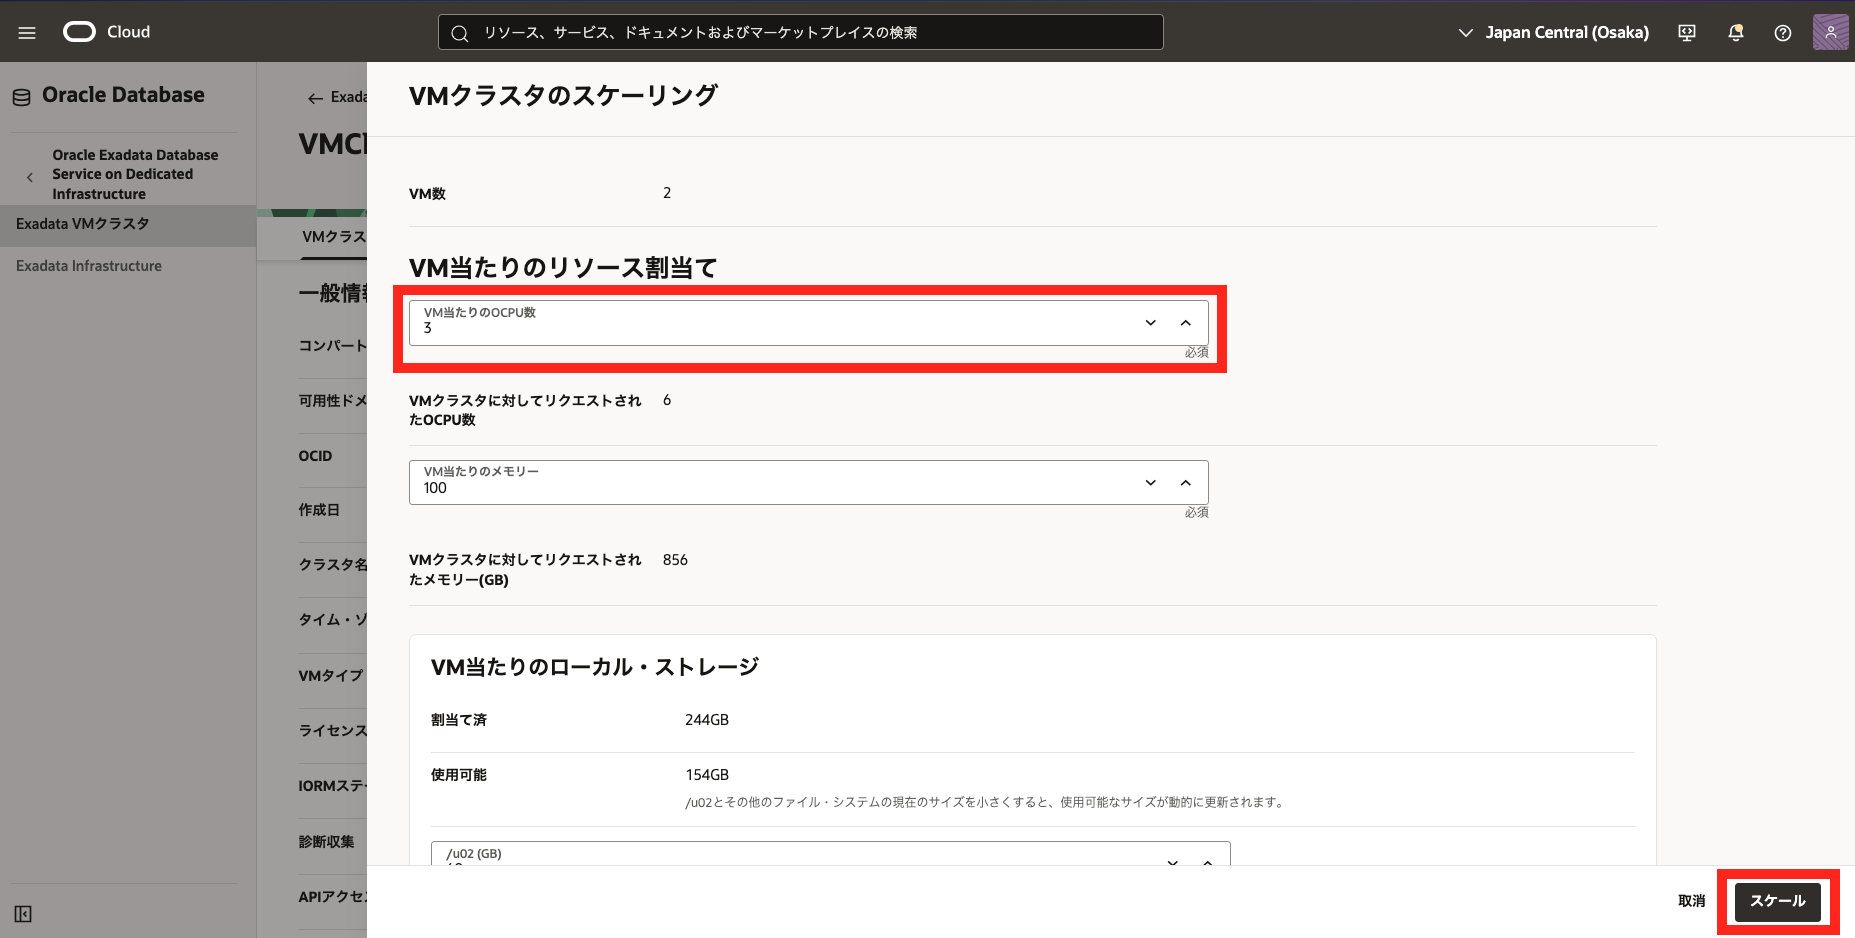 Cloud
リソース、サービス、ドキュメントおよびマーケットプレイスの検索
Japan Central (Osaka)
Oracle Database
Oracle Exadata Database
Service on Dedicated
Infrastructure
Exadata VMクラスタ
Exadata Infrastructure
Exada
VMCl
VMクラス
一般情報
コンパート
可用性ドメ
OCID
作成日
クラスタ名
タイム・ゾ
VMタイプ
ライセンス
IORMステー
診断収集
APIアクセス
VMクラスタのスケーリング
VM数
2
VM当たりのリソース割当て
VM当たりのOCPU数
3
必須
VMクラスタに対してリクエストされ
たOCPU数
6
VM当たりのメモリー
100
必須
VMクラスタに対してリクエストされ
たメモリー(GB)
856
VM当たりのローカル・ストレージ
割当て済
244GB
使用可能
154GB
/u02とその他のファイル・システムの現在のサイズを小さくすると、使用可能なサイズが動的に更新されます。
/u02 (GB)
取消
スケール